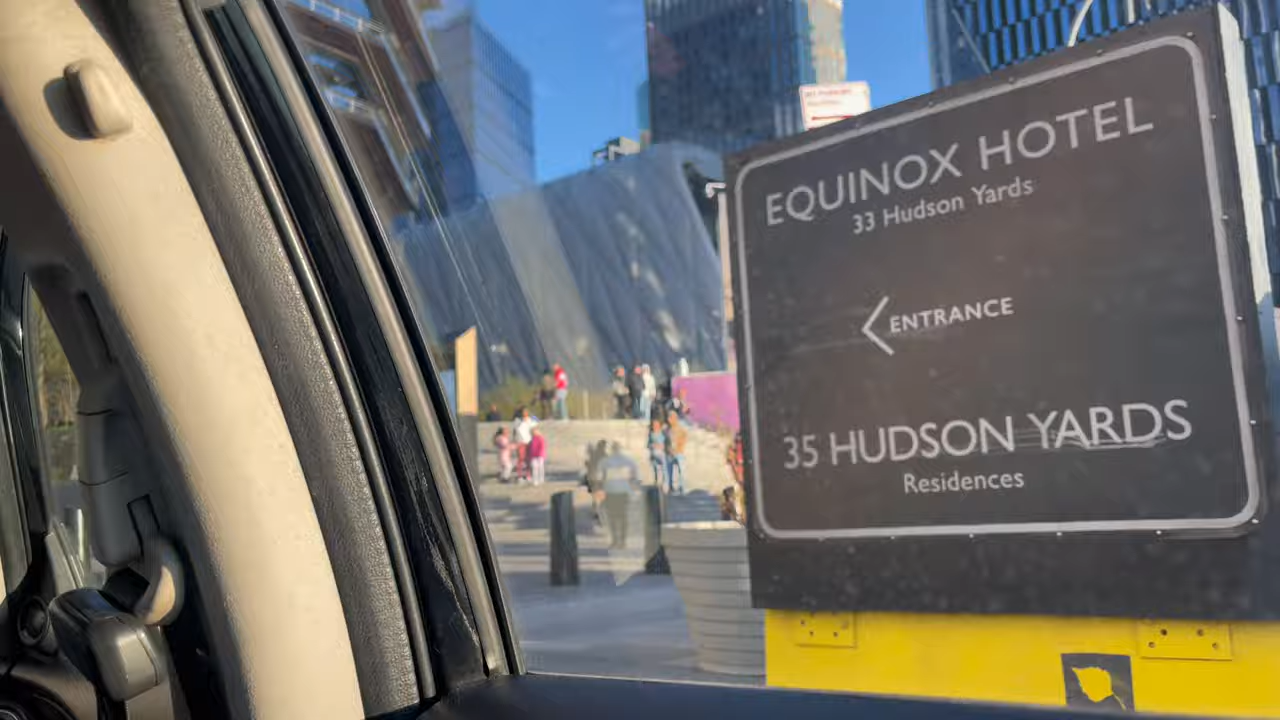 EQUINOX HOTEL
33 Hudson Yards
ENTRANCE
35 HUDSON YARDS
Residences